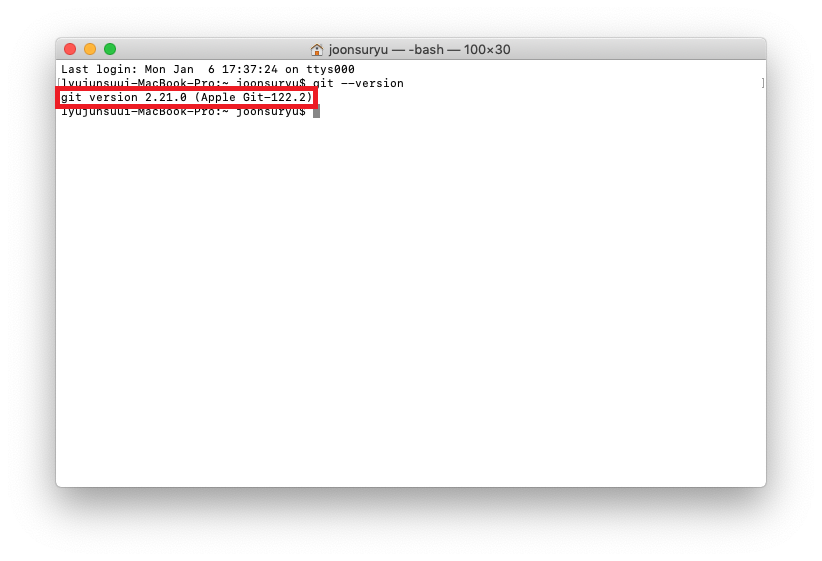 joonsuryu — -bash — 100×30
Last login: Mon Jan  6 17:37:24 on ttys000
[lyujunsuui-MacBook-Pro:~ joonsuryu$ git --version ]
git version 2.21.0 (Apple Git-122.2)
lyujunsuui-MacBook-Pro:~ joonsuryu$